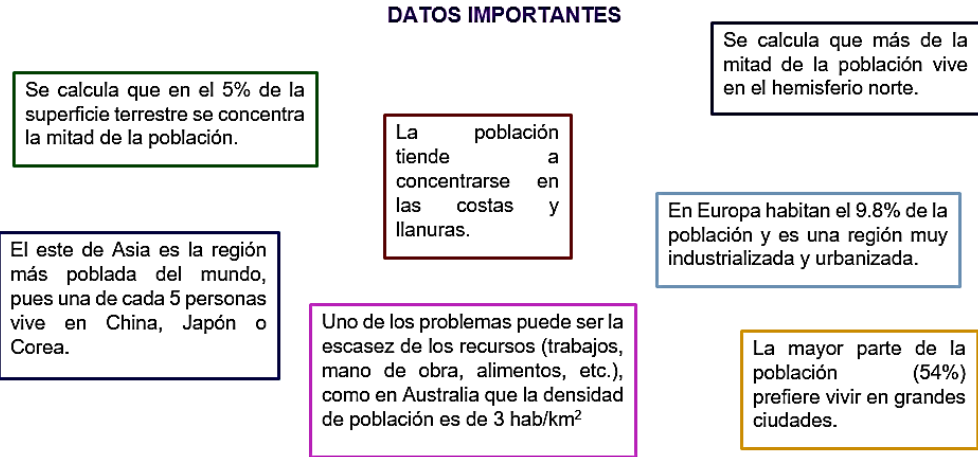 DATOS IMPORTANTES
Se calcula que más de la
mitad de la población vive
en el hemisferio norte.
Se calcula que en el 5% de la
superficie terrestre se concentra
la mitad de la población.
La población
tiende a
concentrarse en
las costas y
llanuras.
En Europa habitan el 9.8% de la
población y es una región muy
industrializada y urbanizada.
El este de Asia es la región
más poblada del mundo,
pues una de cada 5 personas
vive en China, Japón o
Corea.
Uno de los problemas puede ser la
escasez de los recursos (trabajos,
mano de obra, alimentos, etc.),
como en Australia que la densidad
de población es de 3 hab/km²
La mayor parte de la
población (54%)
prefiere vivir en grandes
ciudades.